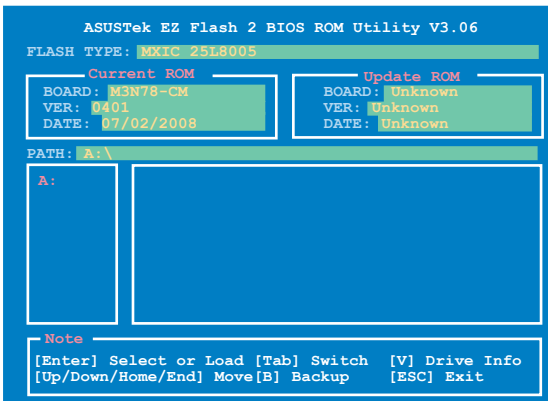 ASUSTek EZ Flash 2 BIOS ROM Utility V3.06
FLASH TYPE: MXIC 25L8005
Current ROM
BOARD: M3N78-CM
VER: 0401
DATE: 07/02/2008
Update ROM
BOARD: Unknown
VER: Unknown
DATE: Unknown
PATH: A:\
A:
Note
[Enter] Select or Load [Tab] Switch [V] Drive Info
[Up/Down/Home/End] Move[B] Backup [ESC] Exit